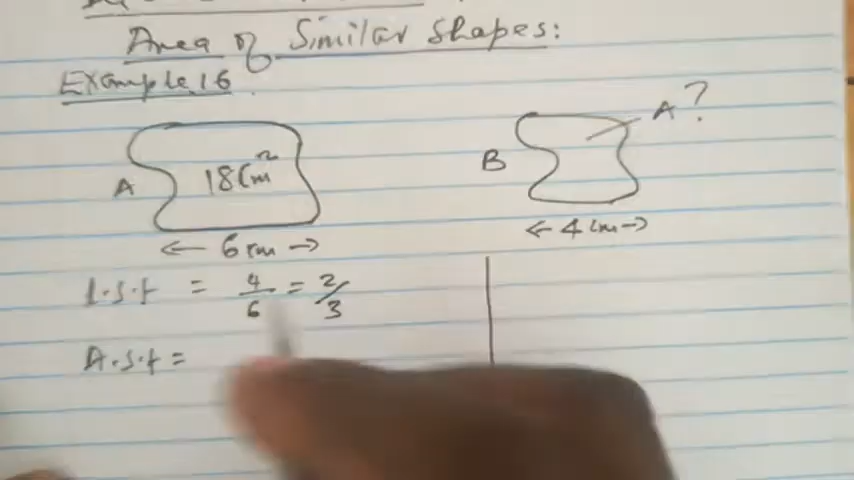 Area of Similar Shapes:
Example 16.
A 18cm² B A?
← 6cm → ← 4cm →
l.s.f = 4/6 = 2/3
A.s.f =